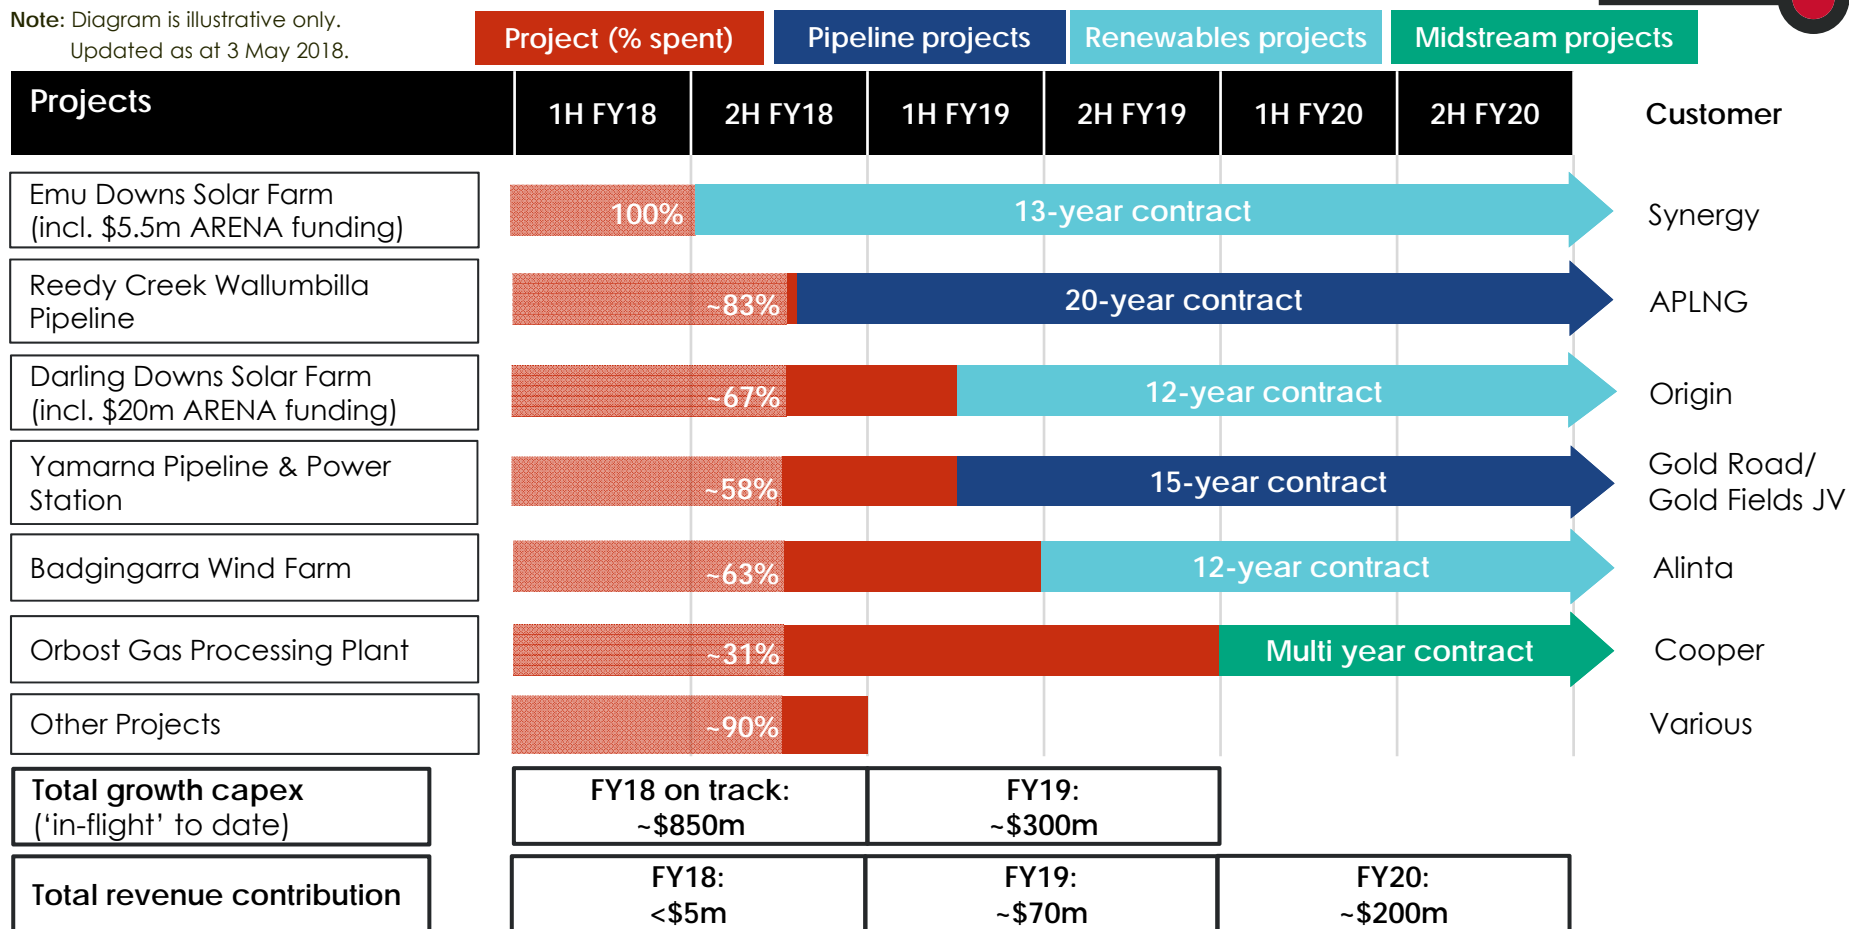 Note: Diagram is illustrative only.
Updated as at 3 May 2018.
Project (% spent)
Pipeline projects
Renewables projects
Midstream projects
Projects
1H FY18
2H FY18
1H FY19
2H FY19
1H FY20
2H FY20
Customer
Emu Downs Solar Farm
(incl. $5.5m ARENA funding)
100%
13-year contract
Synergy
Reedy Creek Wallumbilla
Pipeline
~83%
20-year contract
APLNG
Darling Downs Solar Farm
(incl. $20m ARENA funding)
~67%
12-year contract
Origin
Yamarna Pipeline & Power
Station
~58%
15-year contract
Gold Road/
Gold Fields JV
Badgingarra Wind Farm
~63%
12-year contract
Alinta
Orbost Gas Processing Plant
~31%
Multi year contract
Cooper
Other Projects
~90%
Various
Total growth capex
(‘in-flight’ to date)
FY18 on track:
~$850m
FY19:
~$300m
Total revenue contribution
FY18:
<$5m
FY19:
~$70m
FY20:
~$200m